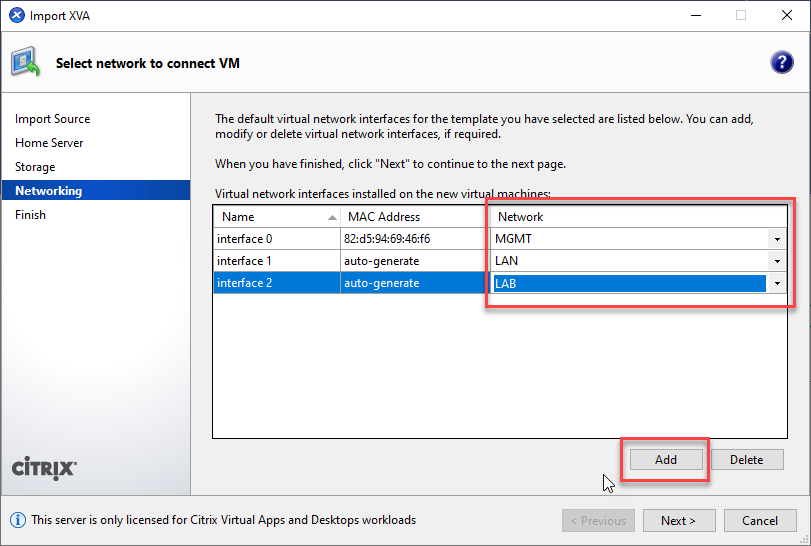 Import XVA
Select network to connect VM
?
Import Source
Home Server
Storage
Networking
Finish
The default virtual network interfaces for the template you have selected are listed below. You can add,
modify or delete virtual network interfaces, if required.
When you have finished, click "Next" to continue to the next page.
Virtual network interfaces installed on the new virtual machines:
Name MAC Address Network
interface 0 82:d5:94:69:46:f6 MGMT
interface 1 auto-generate LAN
interface 2 auto-generate LAB
Add Delete
CITRIX
This server is only licensed for Citrix Virtual Apps and Desktops workloads
< Previous Next > Cancel